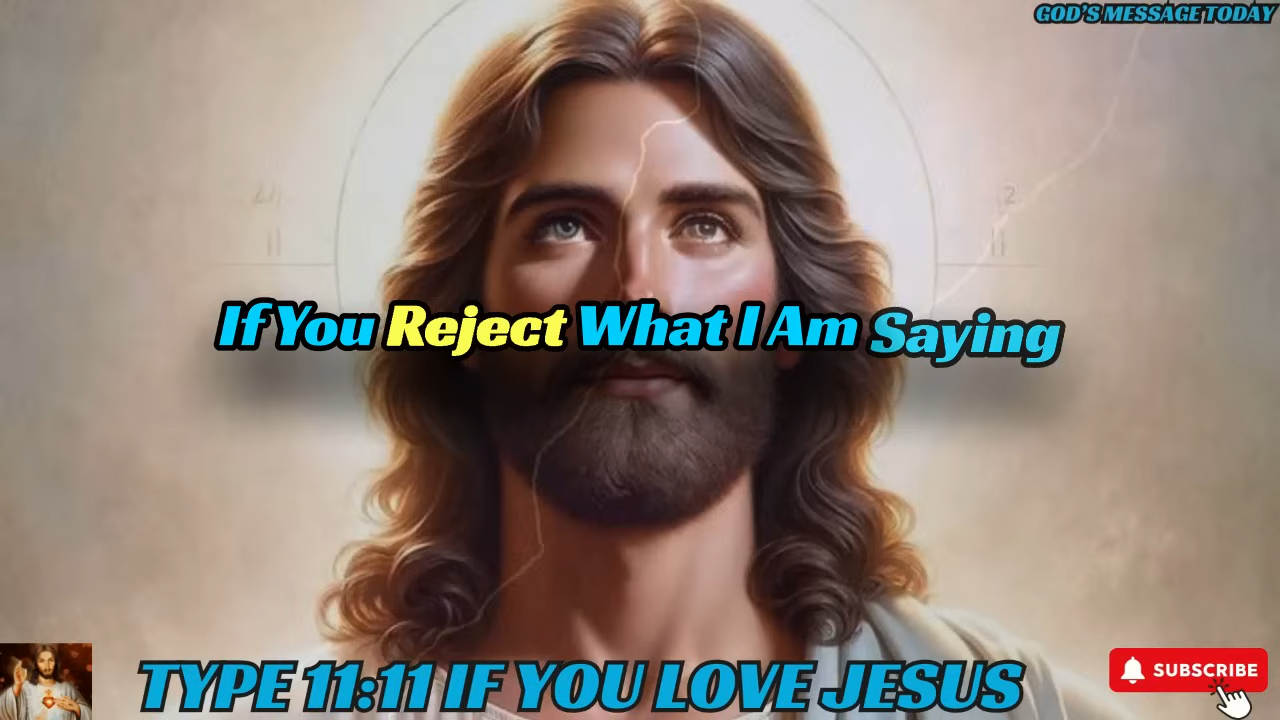 GOD'S MESSAGE TODAY
If You Reject What I Am Saying
TYPE 11:11 IF YOU LOVE JESUS
SUBSCRIBE